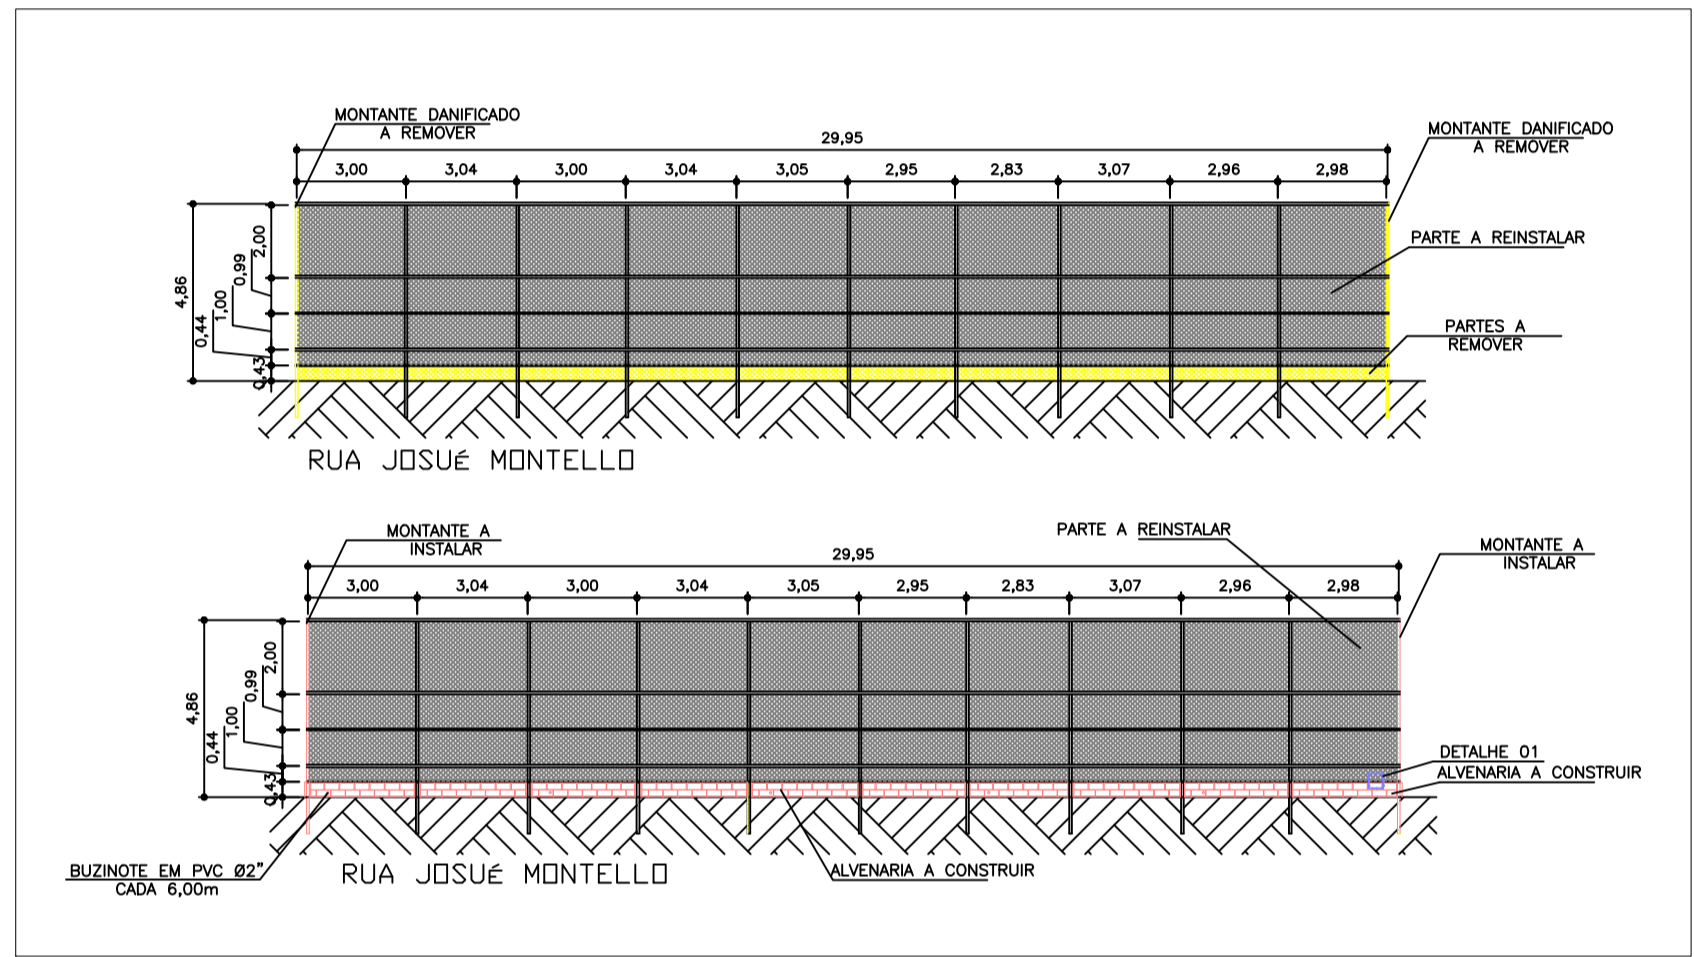 MONTANTE DANIFICADO
A REMOVER
MONTANTE DANIFICADO
A REMOVER
29,95
3,00 3,04 3,00 3,04 3,05 2,95 2,83 3,07 2,96 2,98
PARTE A REINSTALAR
4,86
2,00
0,99
1,00
0,44
0,43
PARTES A
REMOVER
RUA JOSUÉ MONTELLO
MONTANTE A
INSTALAR
PARTE A REINSTALAR
MONTANTE A
INSTALAR
29,95
3,00 3,04 3,00 3,04 3,05 2,95 2,83 3,07 2,96 2,98
4,86
2,00
0,99
1,00
0,44
0,43
DETALHE 01
ALVENARIA A CONSTRUIR
BUZINOTE EM PVC Ø2"
CADA 6,00m
RUA JOSUÉ MONTELLO
ALVENARIA A CONSTRUIR